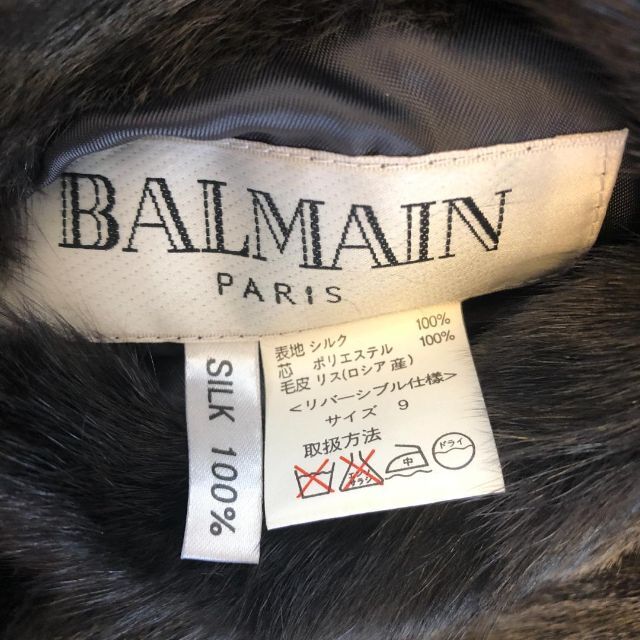 BALMAIN
PARIS
SILK 100%
表地 シルク 100%
芯 ポリエステル 100%
毛皮 リス(ロシア産)
<リバーシブル仕様>
サイズ 9
取扱方法
中
ドライ